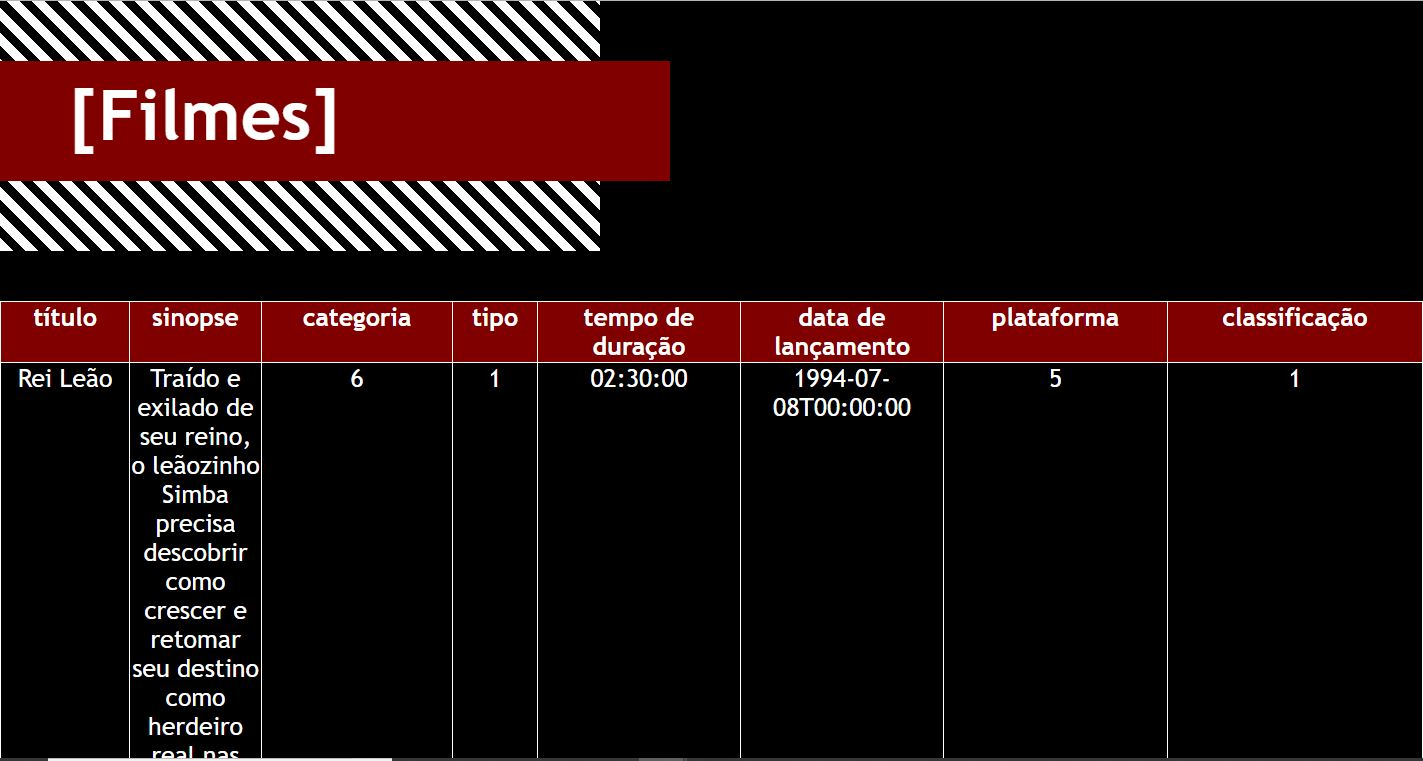 [Filmes]
título
sinopse
categoria
tipo
tempo de
duração
data de
lançamento
plataforma
classificação
Rei Leão
Traído e
exilado de
seu reino,
o leãozinho
Simba
precisa
descobrir
como
crescer e
retomar
seu destino
como
herdeiro
real nas
6
1
02:30:00
1994-07-
08T00:00:00
5
1